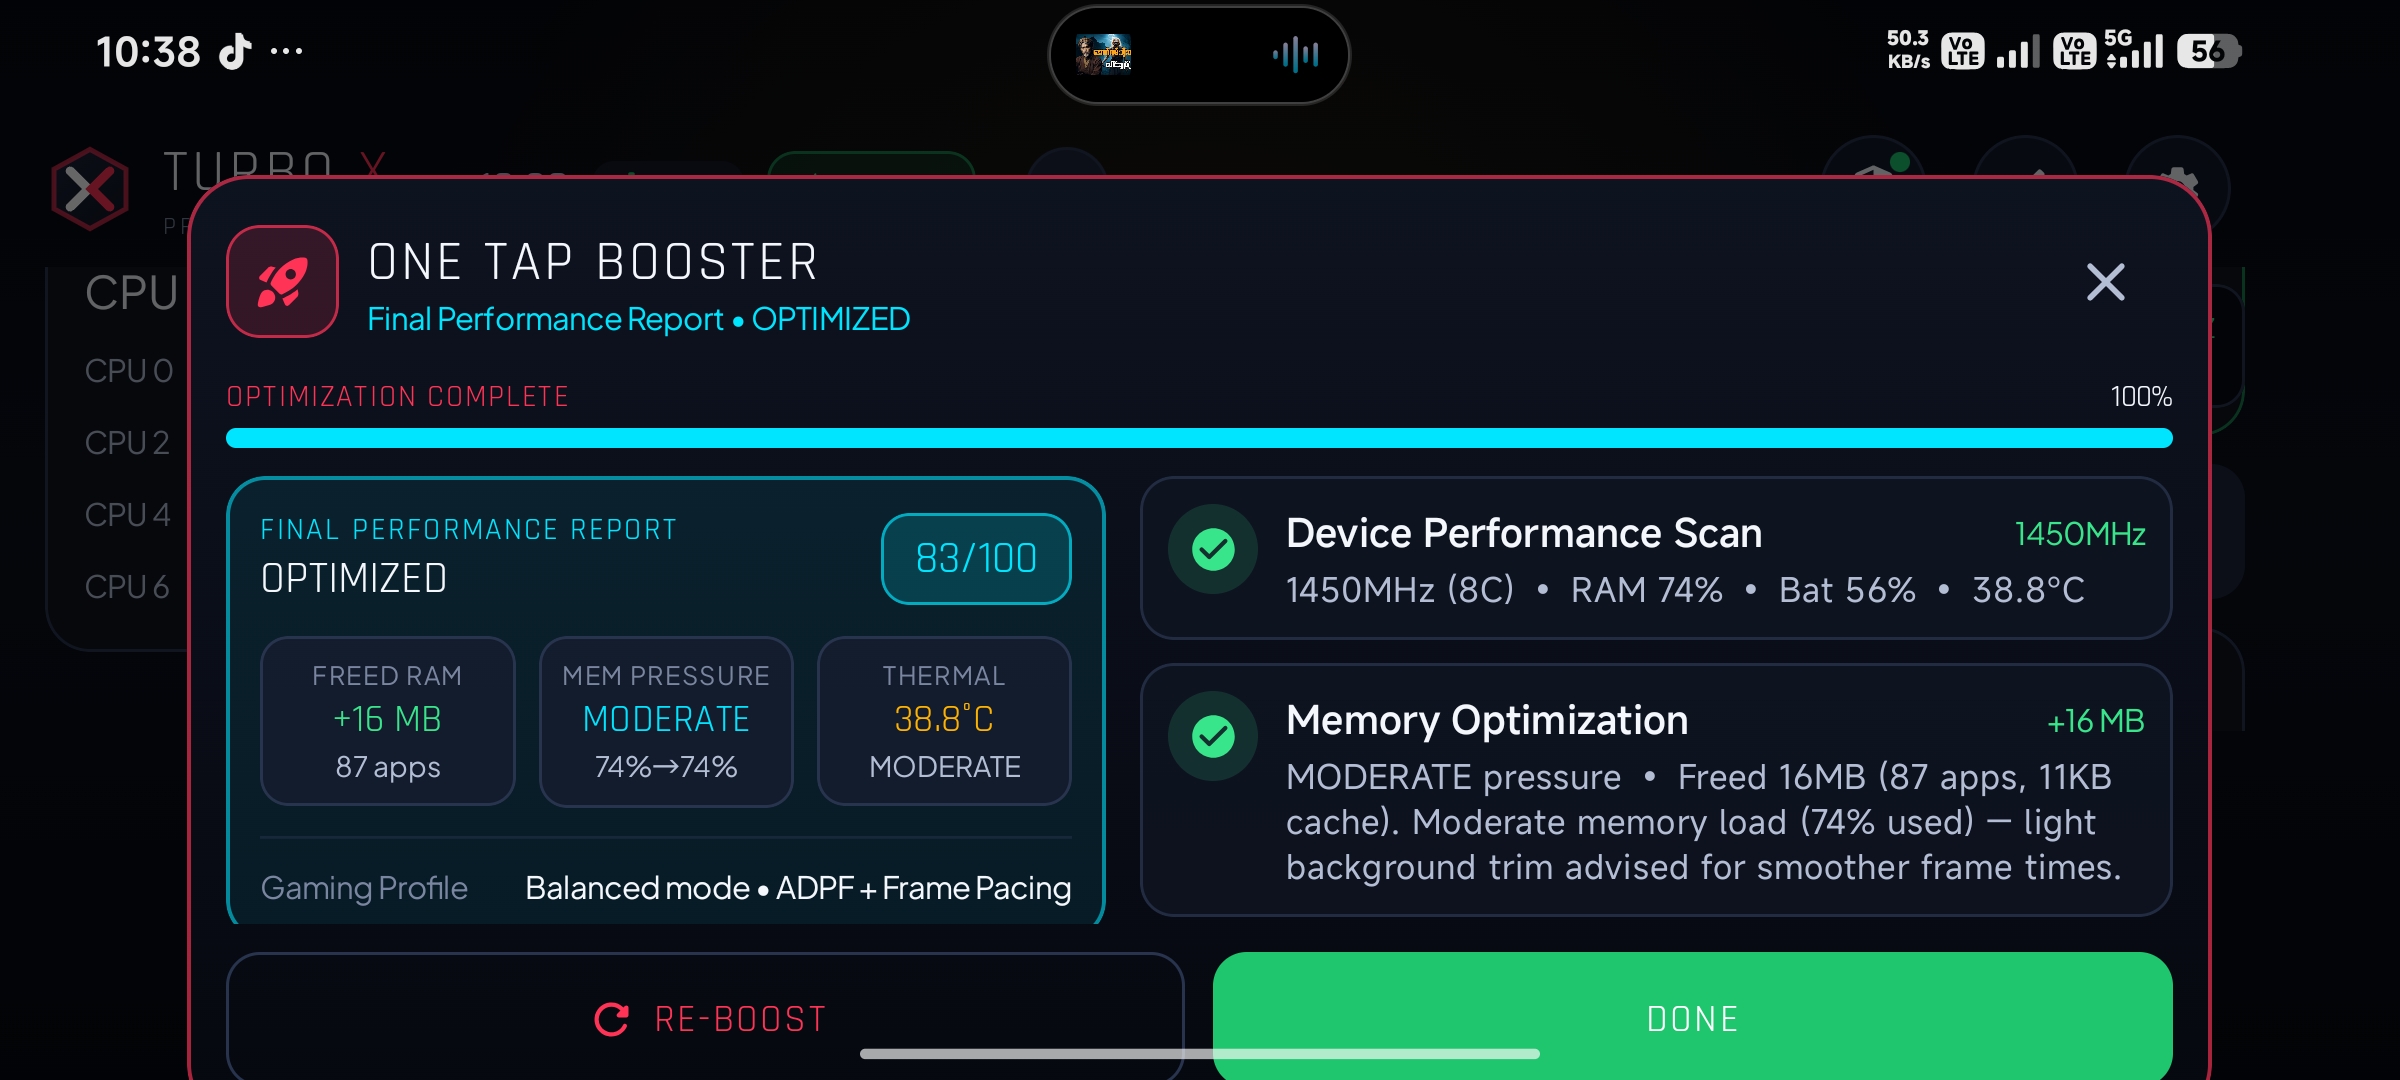 10:38
50.3
KB/s
Vo
LTE
Vo
LTE
5G
56
TURBO X
ONE TAP BOOSTER
Final Performance Report • OPTIMIZED
CPU
CPU 0
CPU 2
CPU 4
CPU 6
OPTIMIZATION COMPLETE
100%
FINAL PERFORMANCE REPORT
OPTIMIZED
83/100
FREED RAM
+16 MB
87 apps
MEM PRESSURE
MODERATE
74%→74%
THERMAL
38.8°C
MODERATE
Gaming Profile
Balanced mode • ADPF + Frame Pacing
Device Performance Scan
1450MHz
1450MHz (8C) • RAM 74% • Bat 56% • 38.8°C
Memory Optimization
+16 MB
MODERATE pressure • Freed 16MB (87 apps, 11KB
cache). Moderate memory load (74% used) — light
background trim advised for smoother frame times.
RE-BOOST
DONE